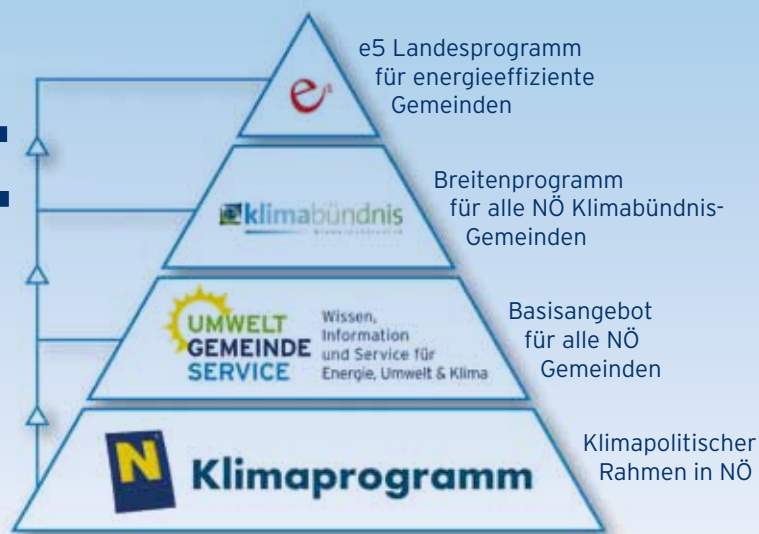 e5 Landesprogramm
für energieeffiziente
Gemeinden
e5
Breitenprogramm
für alle NÖ Klimabündnis-
Gemeinden
klimabündnis
Basisangebot
für alle NÖ
Gemeinden
UMWELT
GEMEINDE
SERVICE
Wissen,
Information
und Service für
Energie, Umwelt & Klima
Klimapolitischer
Rahmen in NÖ
N
Klimaprogramm